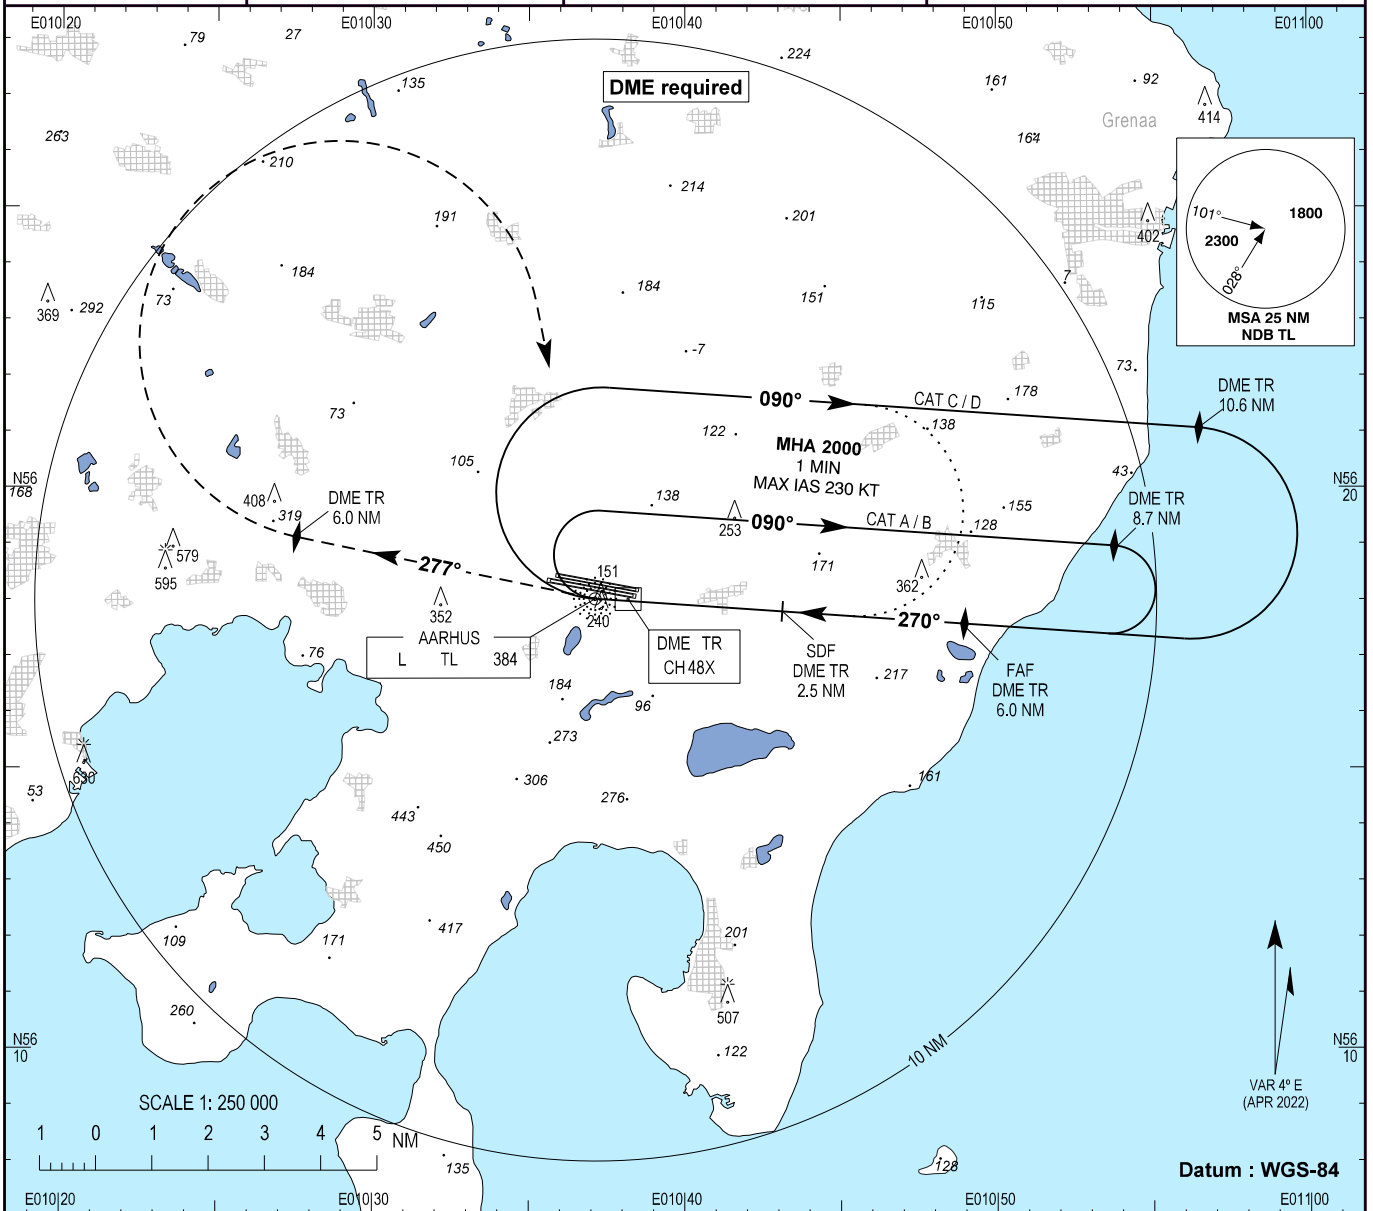 E010|20
E010|30
E010|40
E010|50
E011|00
79
27
224
135
161
92
414
DME required
Grenaa
263
164
210
214
191
201
402
101°
1800
2300
028°
MSA 25 NM
NDB TL
184
73
184
151
7
115
369
292
-7
73
DME TR
10.6 NM
178
090°
CAT C / D
73
138
122
MHA 2000
1 MIN
MAX IAS 230 KT
105
43
N56
168
N56
20
408
319
DME TR
6.0 NM
138
253
090°
CAT A / B
155
128
DME TR
8.7 NM
579
595
277°
151
171
362
352
240
270°
AARHUS
L TL 384
DME TR
CH 48X
SDF
DME TR
2.5 NM
FAF
DME TR
6.0 NM
76
184
96
217
273
630
53
306
276
161
443
450
417
109
171
201
260
507
122
N56
10
N56
10
10 NM
VAR 4° E
(APR 2022)
SCALE 1: 250 000
1 0 1 2 3 4 5 NM
135
128
Datum : WGS-84
E010|20
E010|30
E010|40
E010|50
E011|00